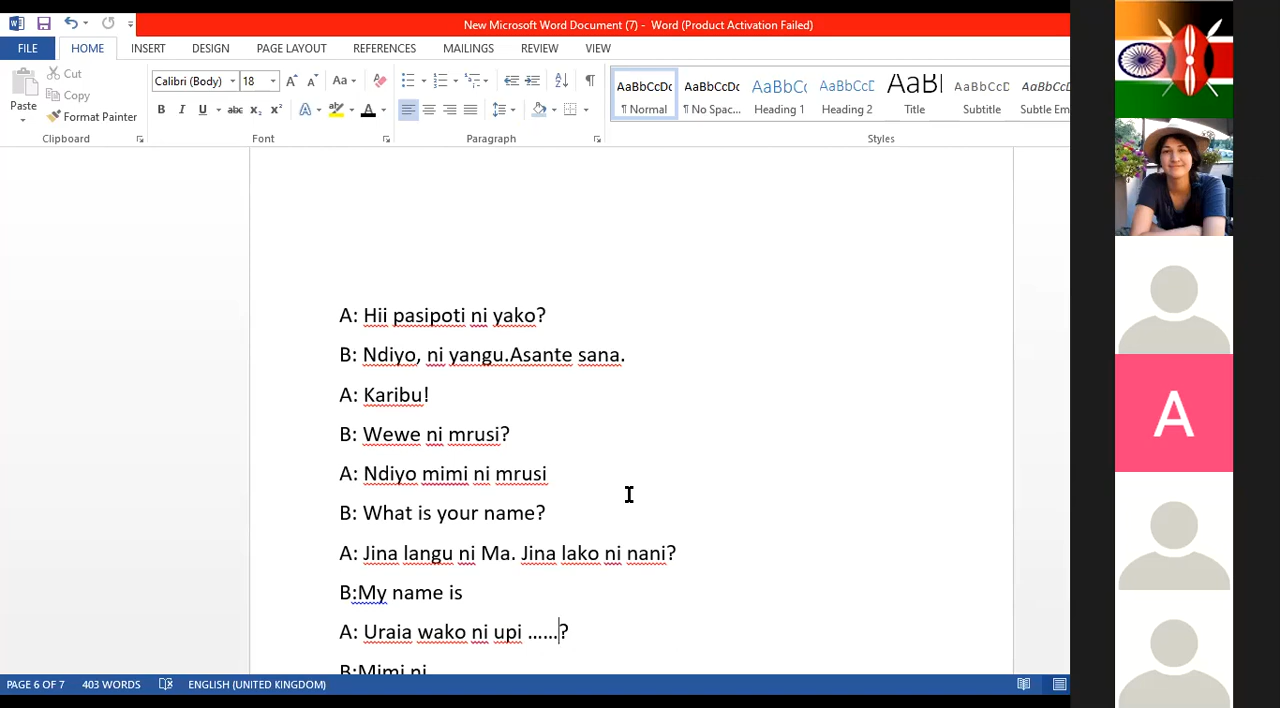 New Microsoft Word Document (7) - Word (Product Activation Failed)
FILE HOME INSERT DESIGN PAGE LAYOUT REFERENCES MAILINGS REVIEW VIEW
Cut
Copy
Format Painter
Paste
Clipboard
Calibri (Body) 18
Font
Paragraph
AaBbCcDc AaBbCcDc AaBbCc AaBbCcD AaBl AaBbCcD AaBbCcD
¶ Normal ¶ No Spac... Heading 1 Heading 2 Title Subtitle Subtle Em
Styles
A: Hii pasipoti ni yako?
B: Ndiyo, ni yangu.Asante sana.
A: Karibu!
B: Wewe ni mrusi?
A: Ndiyo mimi ni mrusi
B: What is your name?
A: Jina langu ni Ma. Jina lako ni nani?
B:My name is
A: Uraia wako ni upi ......?
B:Mimi ni
PAGE 6 OF 7 403 WORDS ENGLISH (UNITED KINGDOM)
A